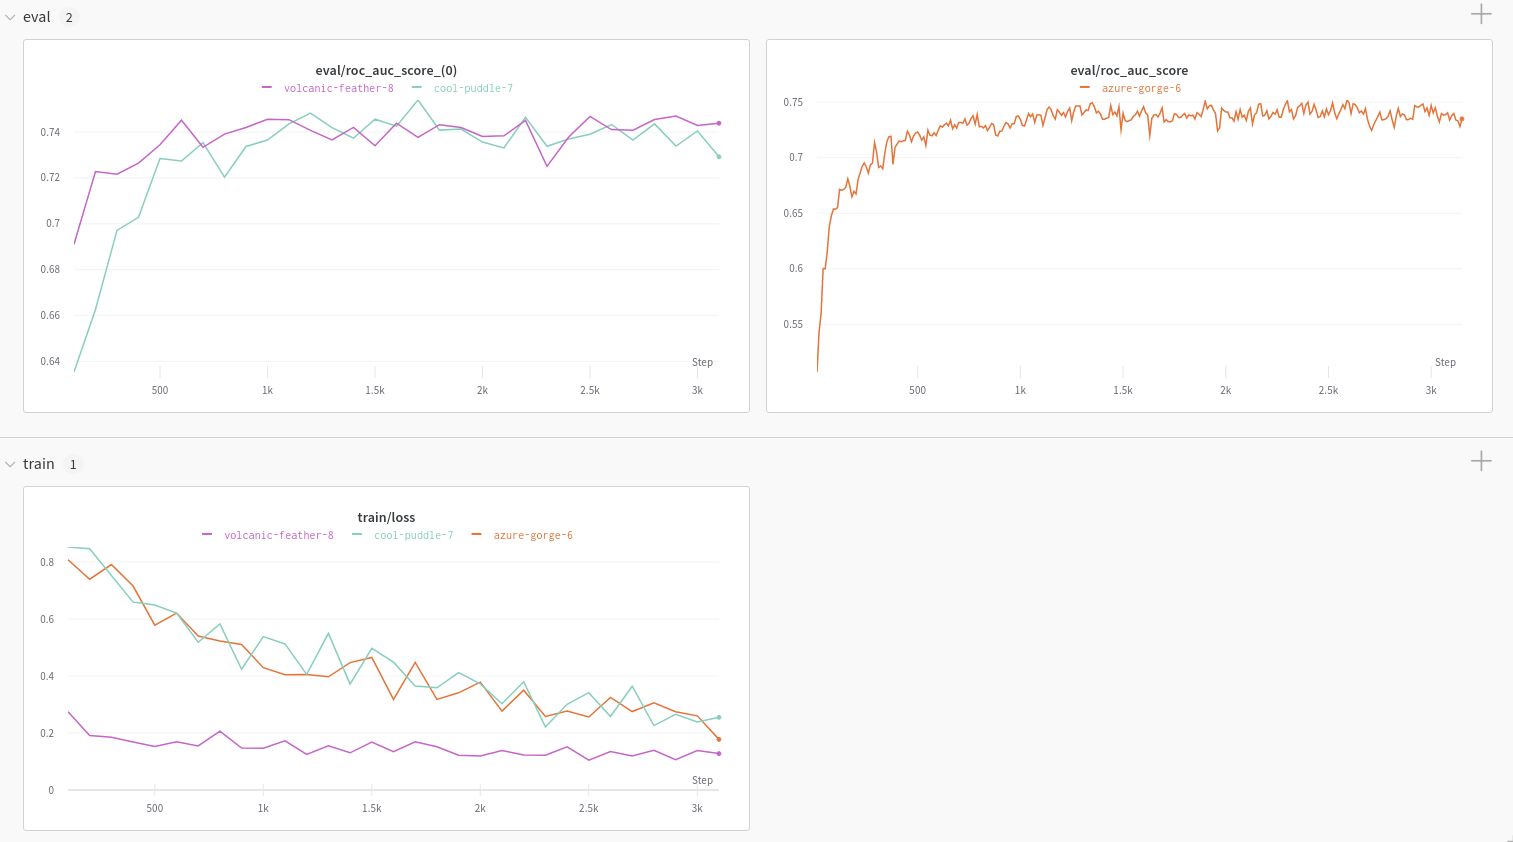 eval 2
eval/roc_auc_score_(0)
volcanic-feather-8 cool-puddle-7
0.74
0.72
0.7
0.68
0.66
0.64
Step
500 1k 1.5k 2k 2.5k 3k
eval/roc_auc_score
azure-gorge-6
0.75
0.7
0.65
0.6
0.55
Step
500 1k 1.5k 2k 2.5k 3k
train 1
train/loss
volcanic-feather-8 cool-puddle-7 azure-gorge-6
0.8
0.6
0.4
0.2
0
Step
500 1k 1.5k 2k 2.5k 3k